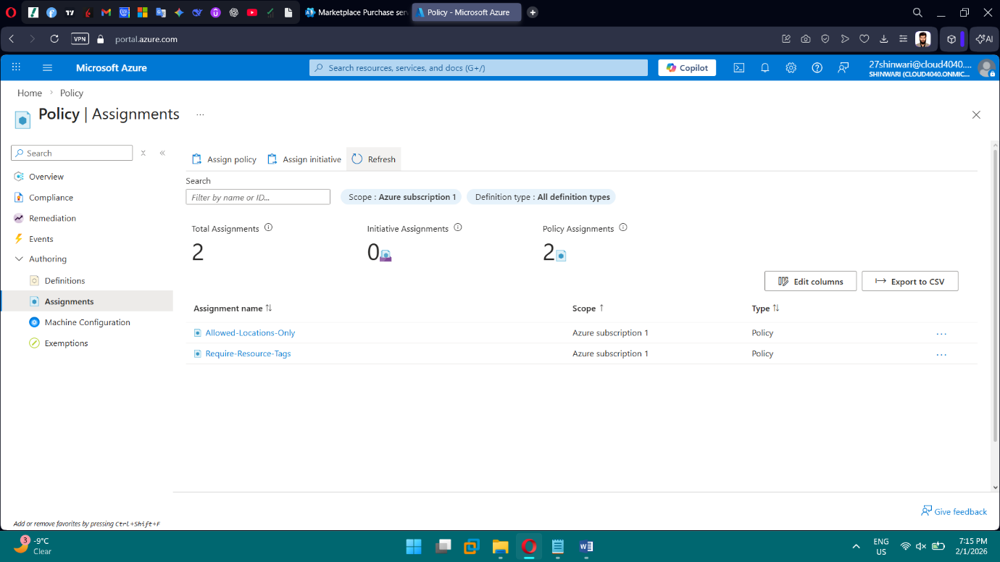 Marketplace Purchase ser
Policy - Microsoft Azure
VPN
portal.azure.com
AI
Microsoft Azure
Search resources, services, and docs (G+/)
Copilot
27shinwari@cloud4040....
SHINWARI (CLOUD4040.ONMIC...
Home > Policy
Policy | Assignments ...
Search
Overview
Compliance
Remediation
Events
Authoring
Definitions
Assignments
Machine Configuration
Exemptions
Assign policy
Assign initiative
Refresh
Search
Filter by name or ID...
Scope : Azure subscription 1
Definition type : All definition types
Total Assignments
2
Initiative Assignments
0
Policy Assignments
2
Edit columns
Export to CSV
Assignment name Scope Type
Allowed-Locations-Only Azure subscription 1 Policy ...
Require-Resource-Tags Azure subscription 1 Policy ...
Give feedback
Add or remove favorites by pressing Ctrl+Shift+F
3
-9°C
Clear
ENG
US
7:15 PM
2/1/2026